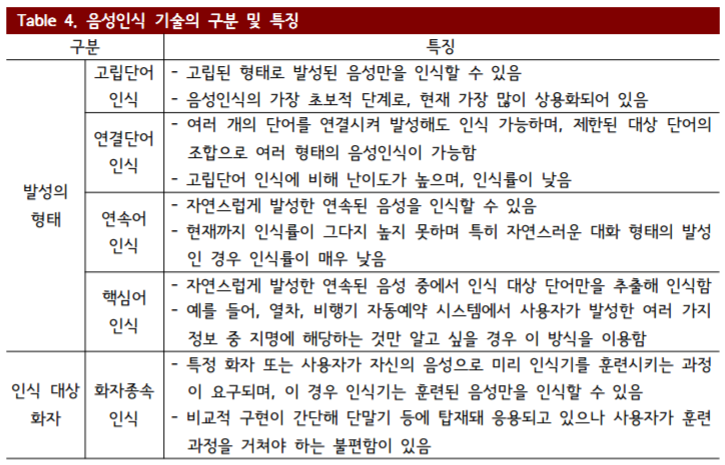 Table 4. 음성인식 기술의 구분 및 특징
구분 특징
발성의 형태
고립단어 인식
- 고립된 형태로 발성된 음성만을 인식할 수 있음
- 음성인식의 가장 초보적 단계로, 현재 가장 많이 상용화되어 있음
연결단어 인식
- 여러 개의 단어를 연결시켜 발성해도 인식 가능하며, 제한된 대상 단어의
조합으로 여러 형태의 음성인식이 가능함
- 고립단어 인식에 비해 난이도가 높으며, 인식률이 낮음
연속어 인식
- 자연스럽게 발성한 연속된 음성을 인식할 수 있음
- 현재까지 인식률이 그다지 높지 못하며 특히 자연스러운 대화 형태의 발성
인 경우 인식률이 매우 낮음
핵심어 인식
- 자연스럽게 발성한 연속된 음성 중에서 인식 대상 단어만을 추출해 인식함
- 예를 들어, 열차, 비행기 자동예약 시스템에서 사용자가 발성한 여러 가지
정보 중 지명에 해당하는 것만 알고 싶을 경우 이 방식을 이용함
인식 대상 화자
화자종속 인식
- 특정 화자 또는 사용자가 자신의 음성으로 미리 인식기를 훈련시키는 과정
이 요구되며, 이 경우 인식기는 훈련된 음성만을 인식할 수 있음
- 비교적 구현이 간단해 단말기 등에 탑재돼 응용되고 있으나 사용자가 훈련
과정을 거쳐야 하는 불편함이 있음